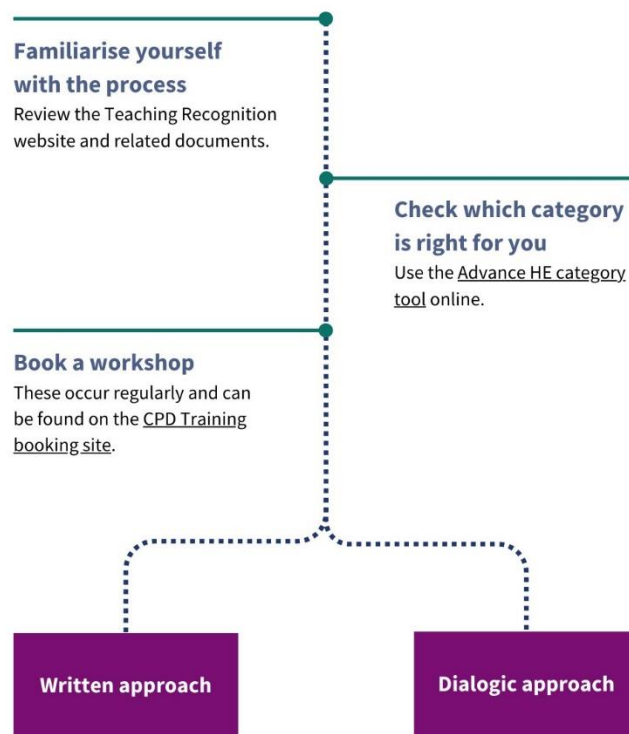 Familiarise yourself
with the process
Review the Teaching Recognition
website and related documents.
Check which category
is right for you
Use the Advance HE category
tool online.
Book a workshop
These occur regularly and can
be found on the CPD Training
booking site.
Written approach
Dialogic approach